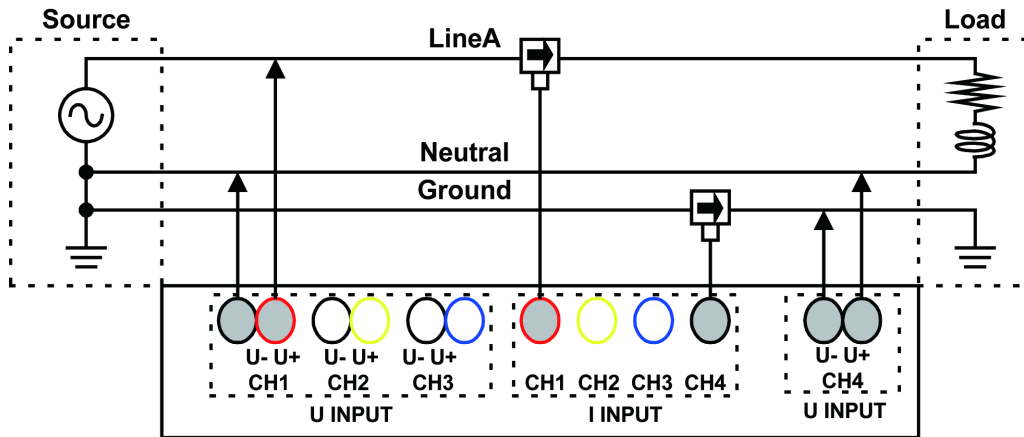 Source
Load
LineA
Neutral
Ground
U- U+
U- U+
U- U+
U- U+
CH1
CH2
CH3
CH1
CH2
CH3
CH4
CH4
U INPUT
I INPUT
U INPUT